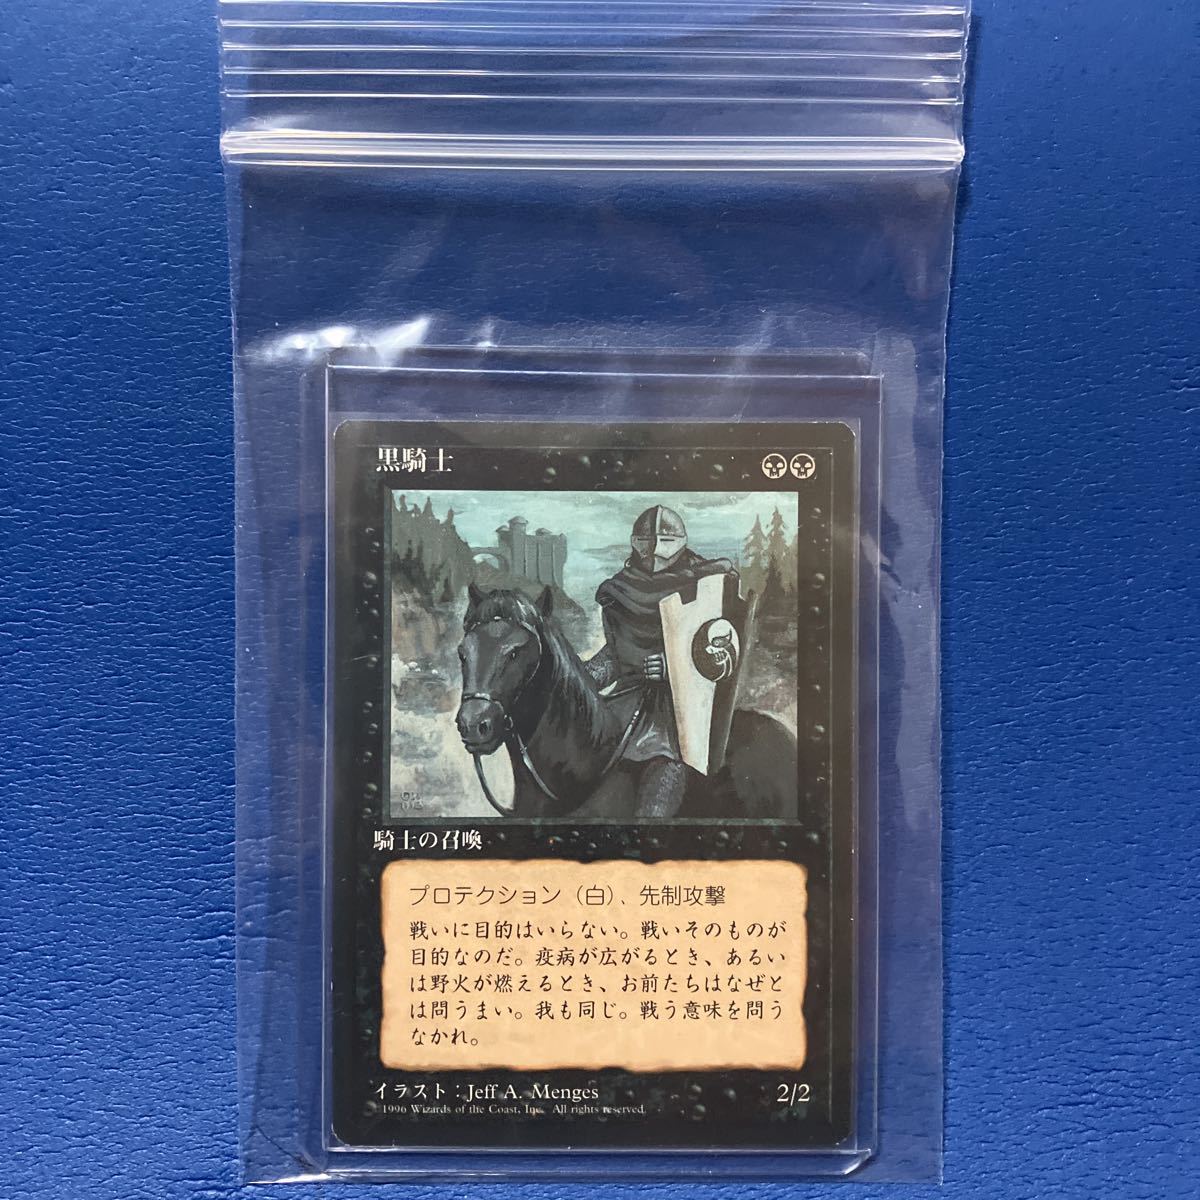 黒騎士
騎士の召喚
プロテクション（白）、先制攻撃
戦いに目的はいらない。戦いそのものが
目的なのだ。疫病が広がるとき、あるい
は野火が燃えるとき、お前たちはなぜと
は問うまい。我も同じ。戦う意味を問う
なかれ。
イラスト：Jeff A. Menges
2/2
1996 Wizards of the Coast, Inc. All rights reserved.